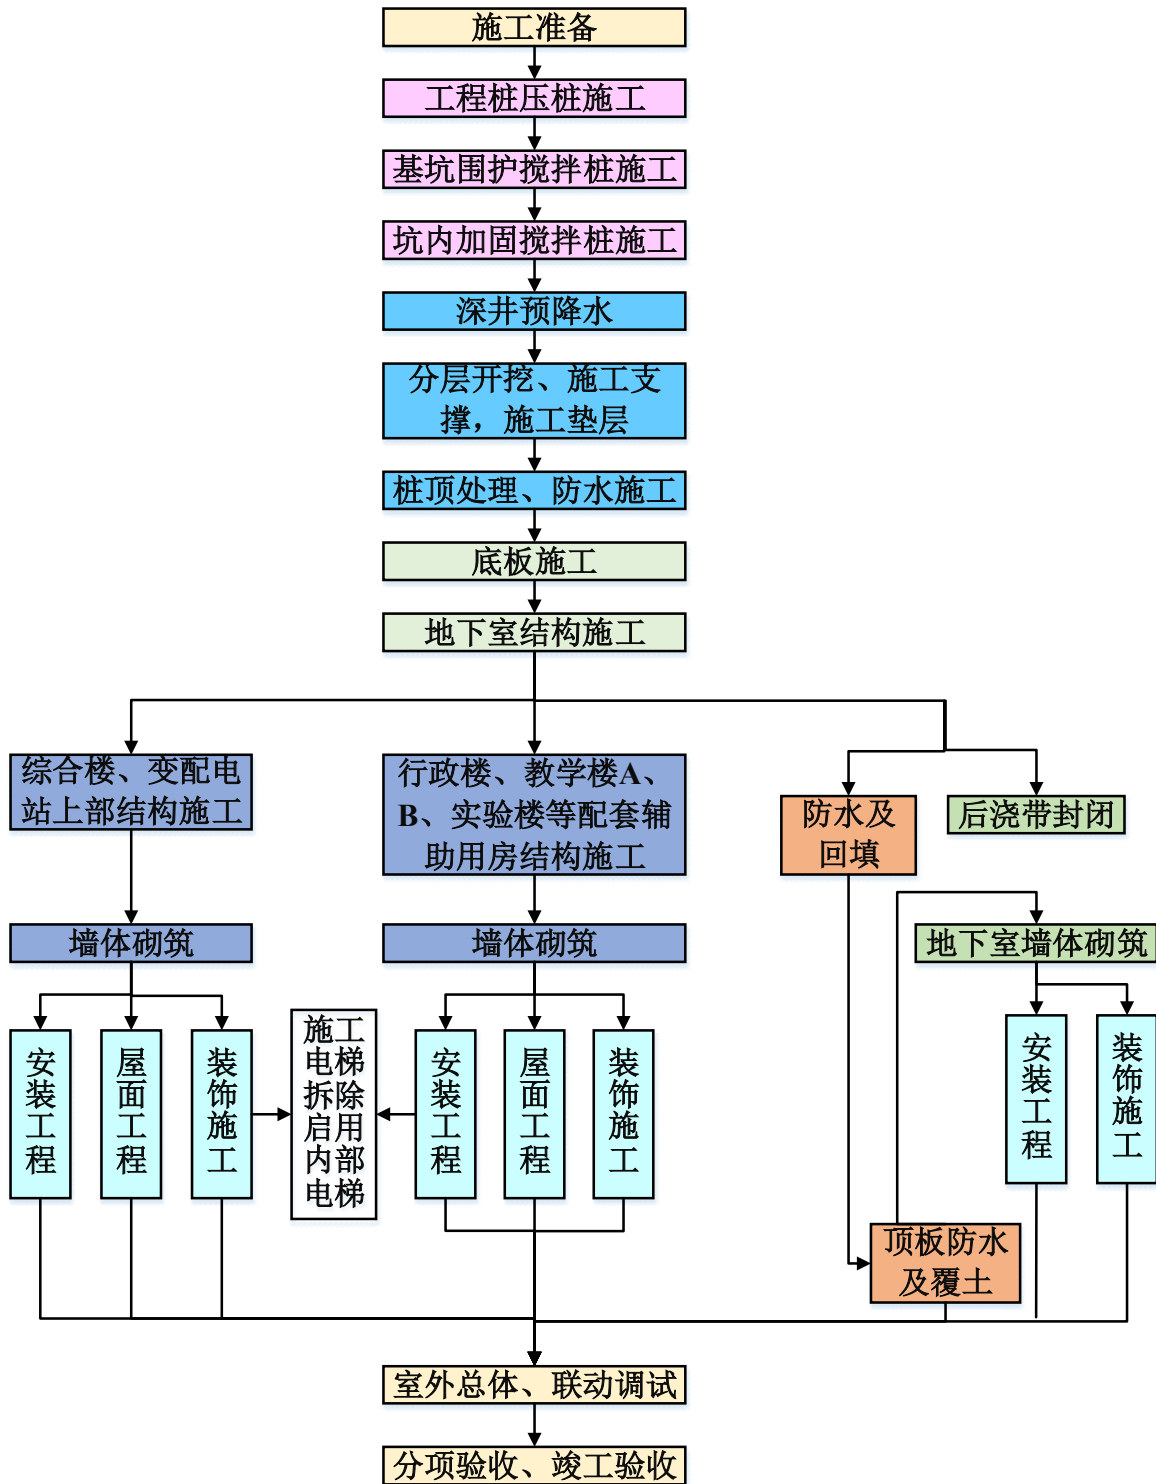 施工准备
工程桩压桩施工
基坑围护搅拌桩施工
坑内加固搅拌桩施工
深井预降水
分层开挖、施工支
撑，施工垫层
桩顶处理、防水施工
底板施工
地下室结构施工
综合楼、变配电
站上部结构施工
行政楼、教学楼A、
B、实验楼等配套辅
助用房结构施工
防水及
回填
后浇带封闭
墙体砌筑
墙体砌筑
地下室墙体砌筑
安装工程
屋面工程
装饰施工
施工
电梯
拆除
启用
内部
电梯
安装工程
屋面工程
装饰施工
安装工程
装饰施工
顶板防水
及覆土
室外总体、联动调试
分项验收、竣工验收